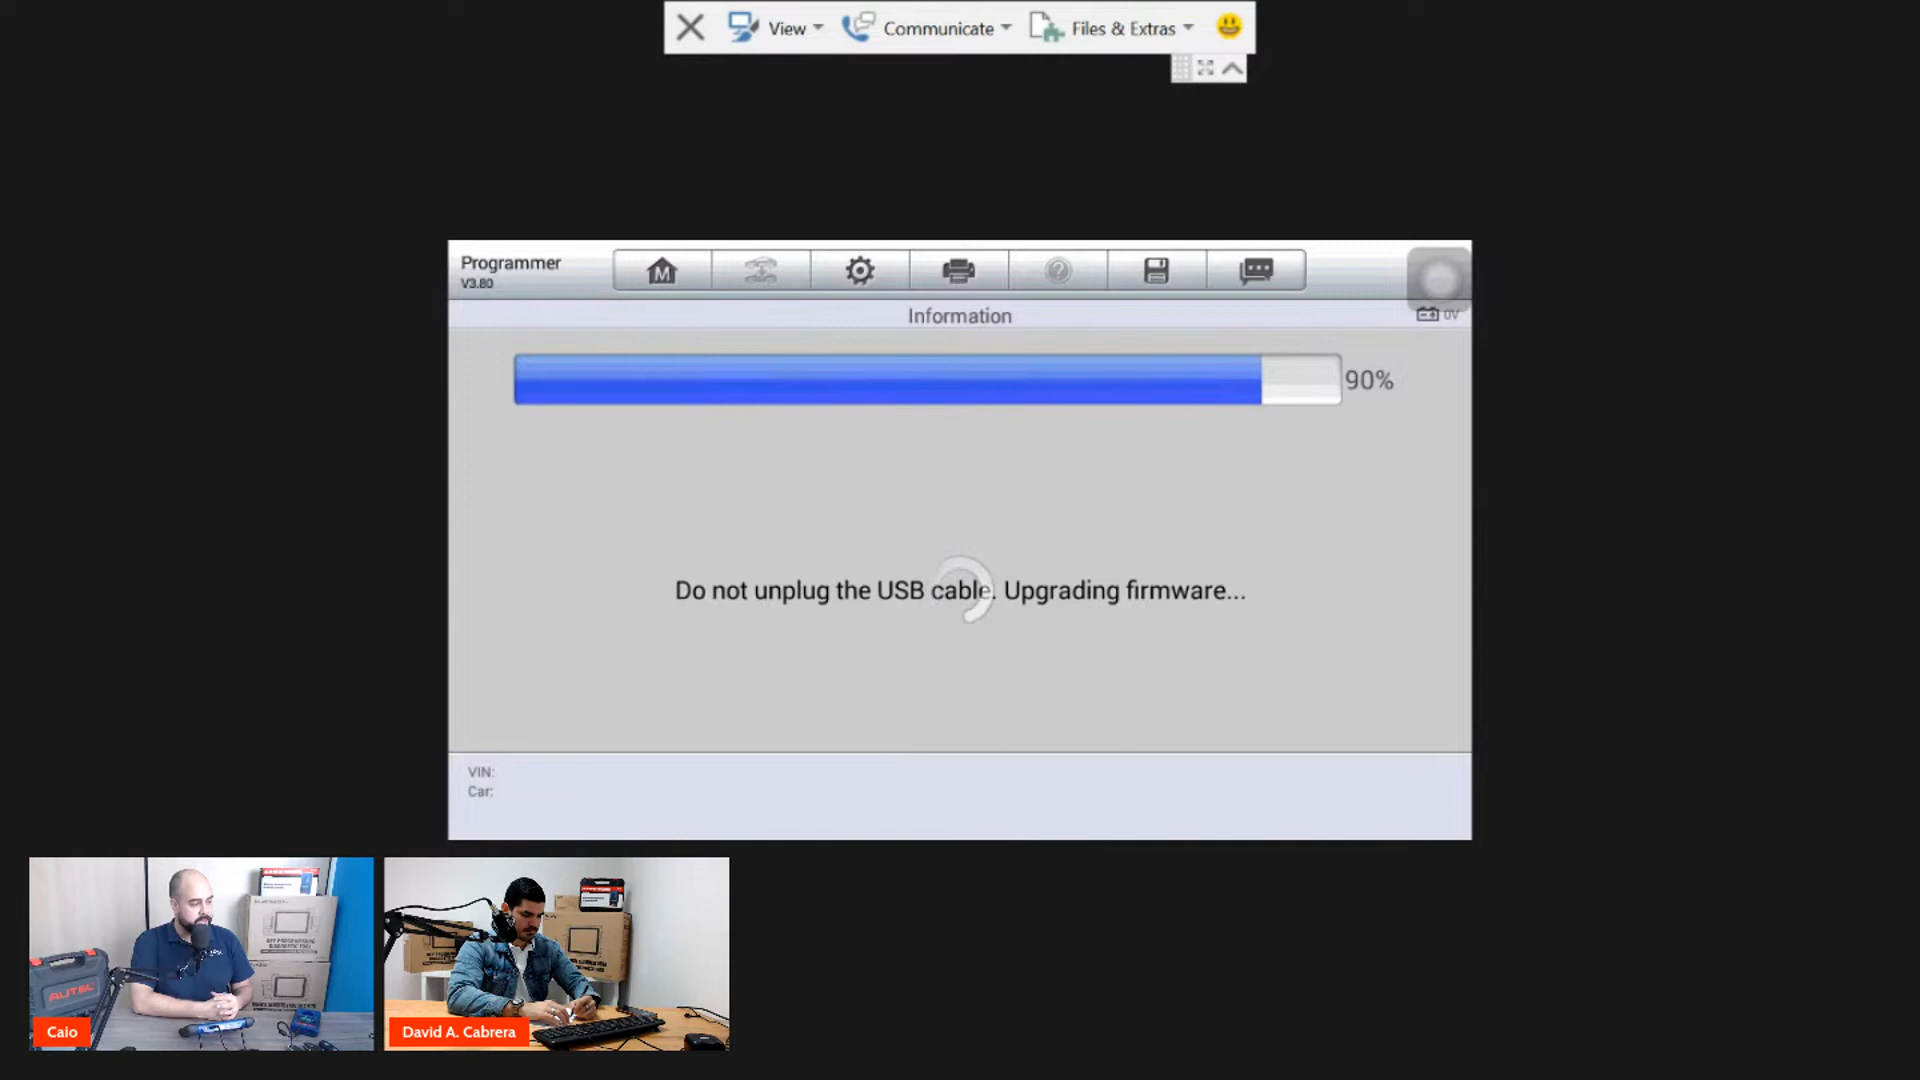 View
Communicate
Files & Extras
Programmer
V3.80
M
Information
0V
90%
Do not unplug the USB cable. Upgrading firmware...
VIN:
Car:
AUTEL
Caio
David A. Cabrera